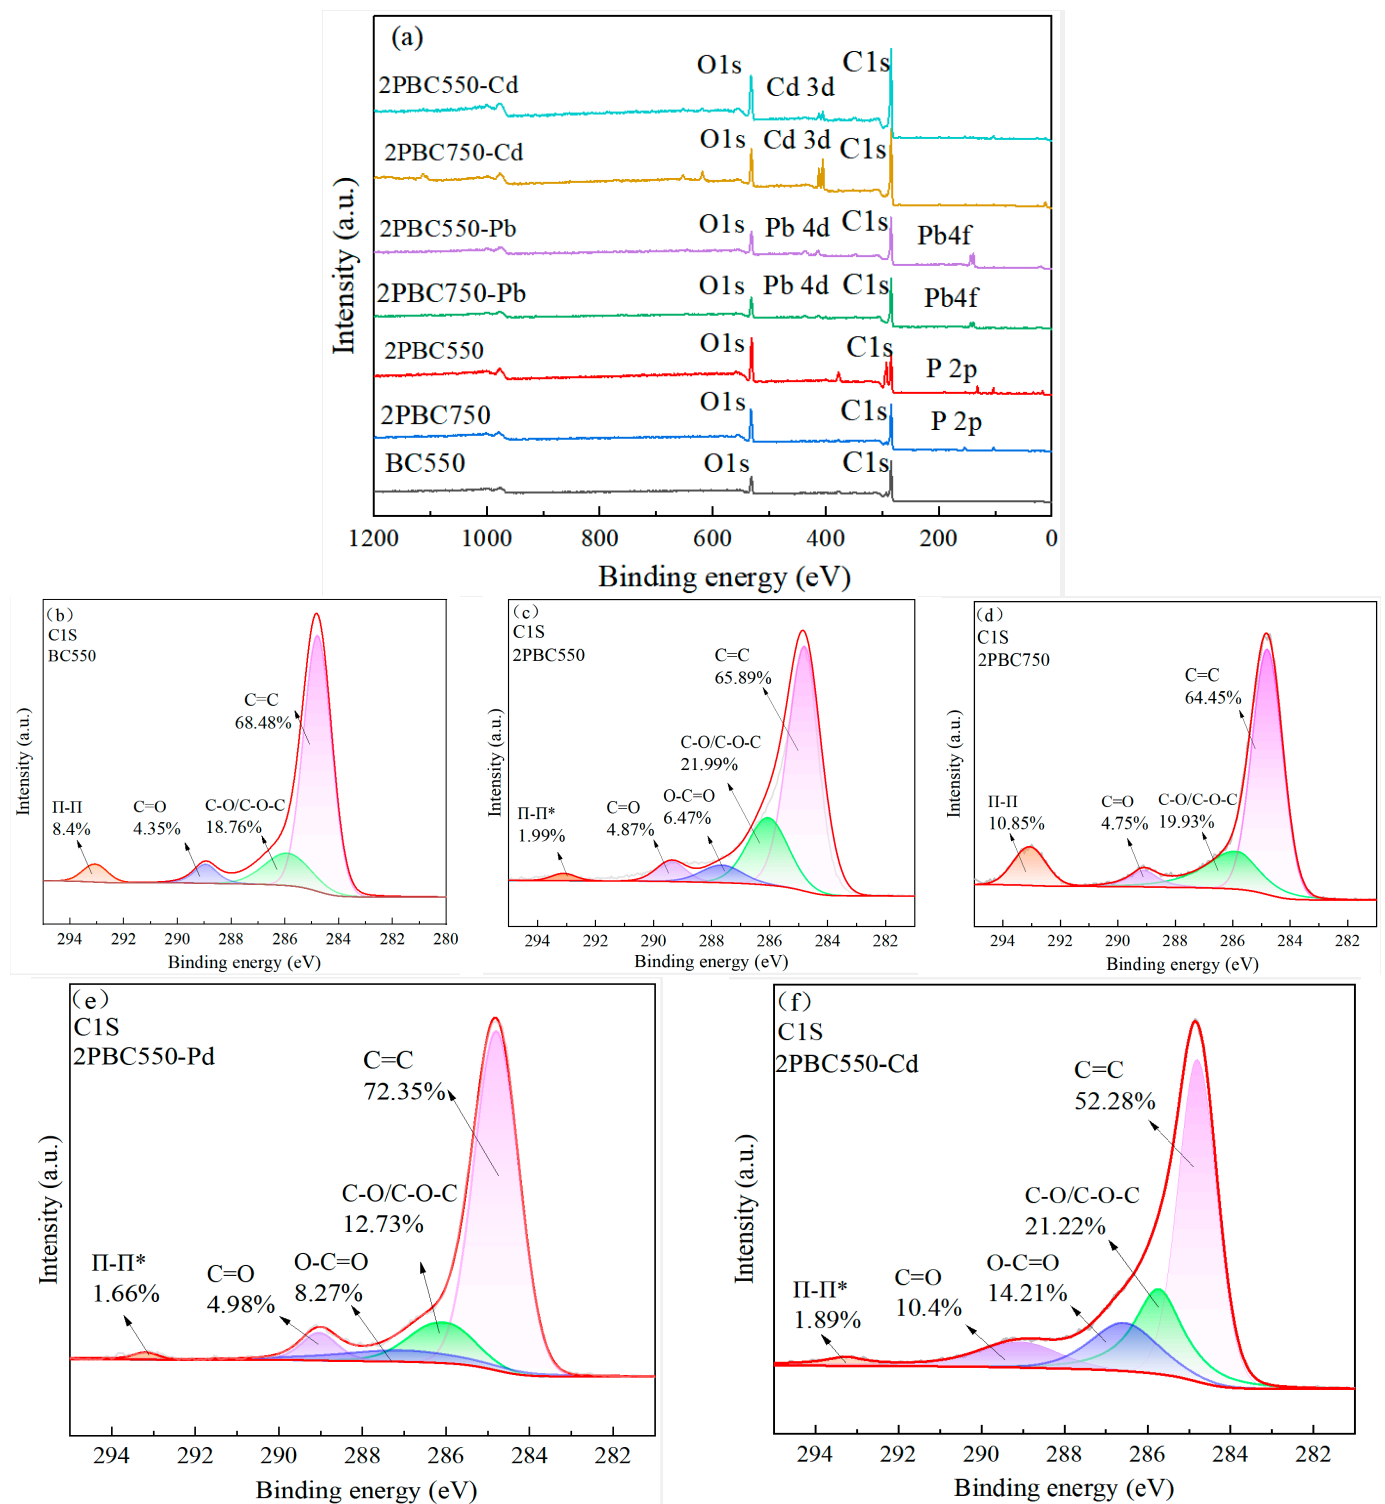 (a)
2PBC550-Cd
O1s
Cd 3d
C1s
2PBC750-Cd
O1s
Cd 3d
C1s
2PBC550-Pb
O1s
Pb 4d
C1s
Pb4f
2PBC750-Pb
O1s
Pb 4d
C1s
Pb4f
2PBC550
O1s
C1s
P 2p
2PBC750
O1s
C1s
P 2p
BC550
O1s
C1s
Intensity (a.u.)
1200 1000 800 600 400 200 0
Binding energy (eV)
(b)
C1S
BC550
C=C
68.48%
Π-Π
8.4%
C=O
4.35%
C-O/C-O-C
18.76%
Intensity (a.u.)
294 292 290 288 286 284 282 280
Binding energy (eV)
(c)
C1S
2PBC550
C=C
65.89%
C-O/C-O-C
21.99%
O-C=O
6.47%
C=O
4.87%
Π-Π*
1.99%
Intensity (a.u.)
294 292 290 288 286 284 282
Binding energy (eV)
(d)
C1S
2PBC750
C=C
64.45%
Π-Π
10.85%
C=O
4.75%
C-O/C-O-C
19.93%
Intensity (a.u.)
294 292 290 288 286 284 282
Binding energy (eV)
(e)
C1S
2PBC550-Pd
C=C
72.35%
C-O/C-O-C
12.73%
O-C=O
8.27%
C=O
4.98%
Π-Π*
1.66%
Intensity (a.u.)
294 292 290 288 286 284 282
Binding energy (eV)
(f)
C1S
2PBC550-Cd
C=C
52.28%
C-O/C-O-C
21.22%
O-C=O
14.21%
C=O
10.4%
Π-Π*
1.89%
Intensity (a.u.)
294 292 290 288 286 284 282
Binding energy (eV)